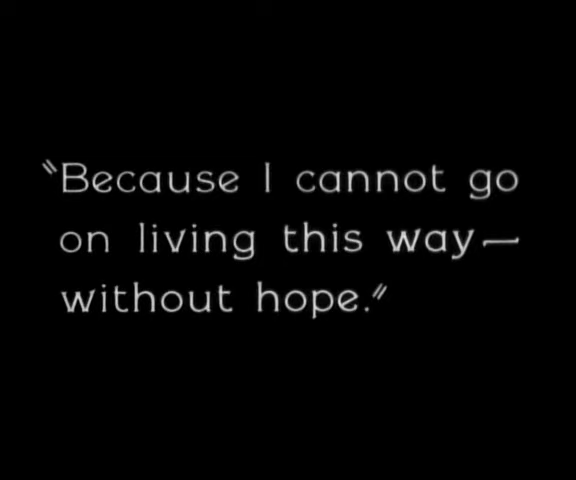 "Because I cannot go
on living this way—
without hope."